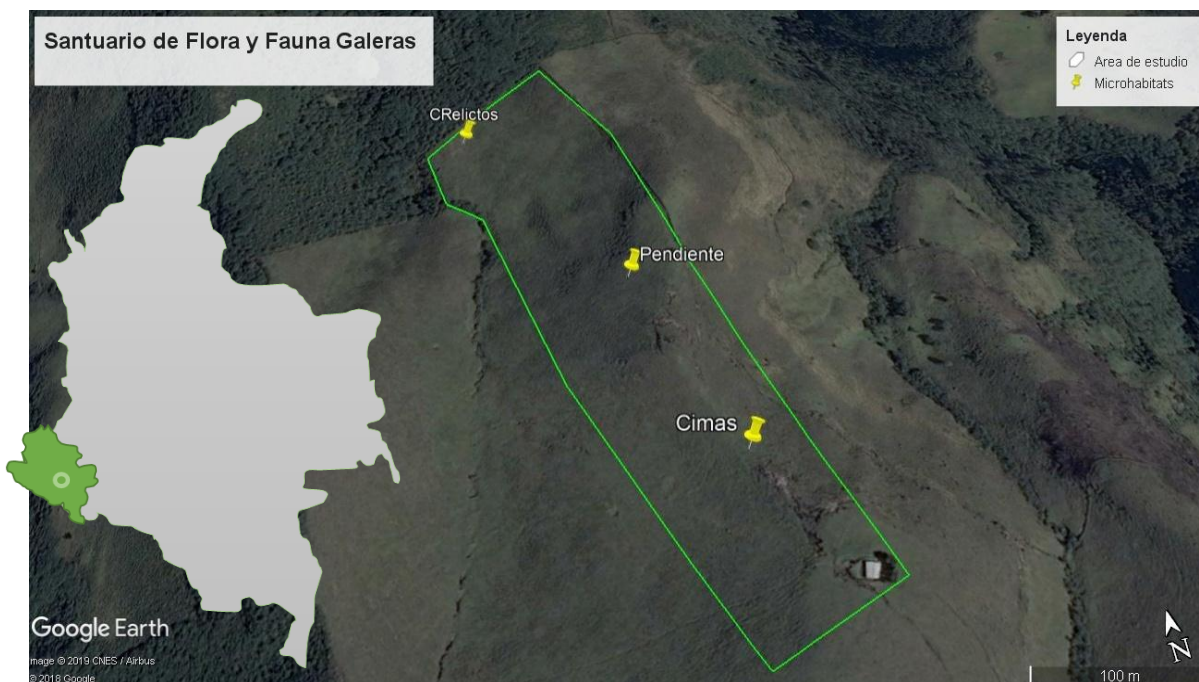 Santuario de Flora y Fauna Galeras
Leyenda
Area de estudio
Microhabitats
CRelictos
Pendiente
Cimas
Google Earth
mage © 2019 CNES / Airbus
© 2018 Google
100 m
N